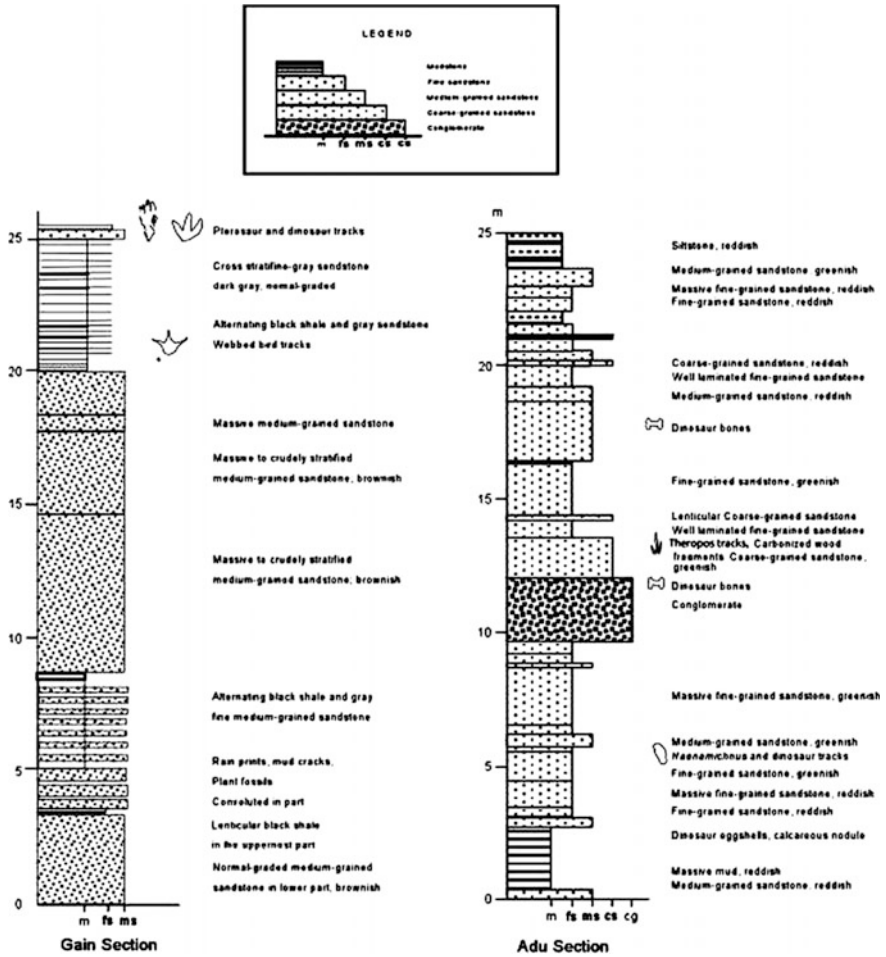 LEGEND
Mudstone
Fine sandstone
Medium-grained sandstone
Coarse-grained sandstone
Conglomerate
m fs ms cs cs
25
20
15
10
5
0
Pterosaur and dinosaur tracks
Cross stratifine-gray sendstone
dark gray, nomal-graded
Alternating black shale and gray sendstone
Webbed bed tracks
Massive medium-grained sandstone
Massive to crudely stratified
medium-grained sandstone, brownish
Massive to crudely stratified
medium-grained sandstone, brownish
Alternating black shale and gray
fine medium-grained sandstone
Rain prints, mud cracks,
Plant fossils
Convoluted in part
Lenticular black shale
in the uppernest part
Normal-graded medium-grained
sandstone in lower part, brownish
m fs ms
Gain Section
m
25
20
15
10
5
0
Siltstone, reddish
Medium-grained sandstone, greenish
Massive fine-grained sandstone, reddish
Fine-grained sandstone, reddish
Coarse-grained sandstone, reddish
Well laminated fine-grained sandstone
Medium-grained sandstone, reddish
Dinosaur bones
Fine-grained sandstone, greenish
Lenticular Coarse-grained sandstone
Well laminated fine-grained sandstone
Theropos tracks, Carbonized wood
fragments Coarse-grained sandstone,
greenish
Dinosaur bones
Conglomerate
Massive fine-grained sandstone, greenish
Medium-grained sandstone, greenish
Haenamichnus and dinosaur tracks
Fine-grained sandstone, greenish
Massive fine-grained sandstone, reddish
Fine-grained sandstone, reddish
Dinosaur eggshells, calcareous nodule
Massive mud, reddish
Medium-grained sandstone, reddish
m fs ms cs cg
Adu Section